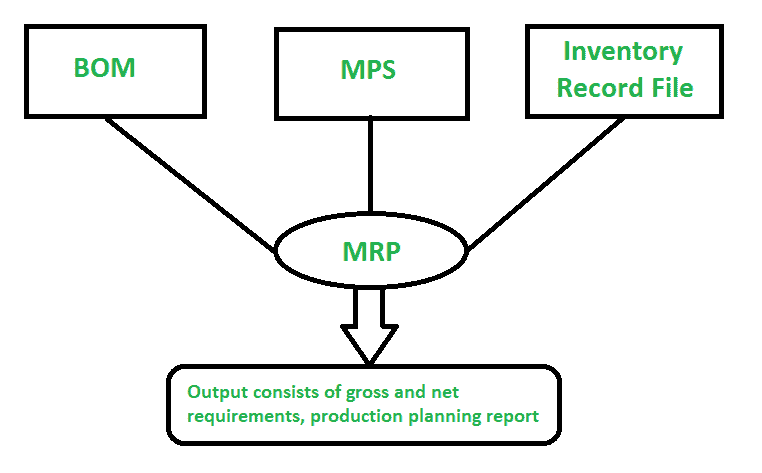 BOM
MPS
Inventory
Record File
MRP
Output consists of gross and net
requirements, production planning report